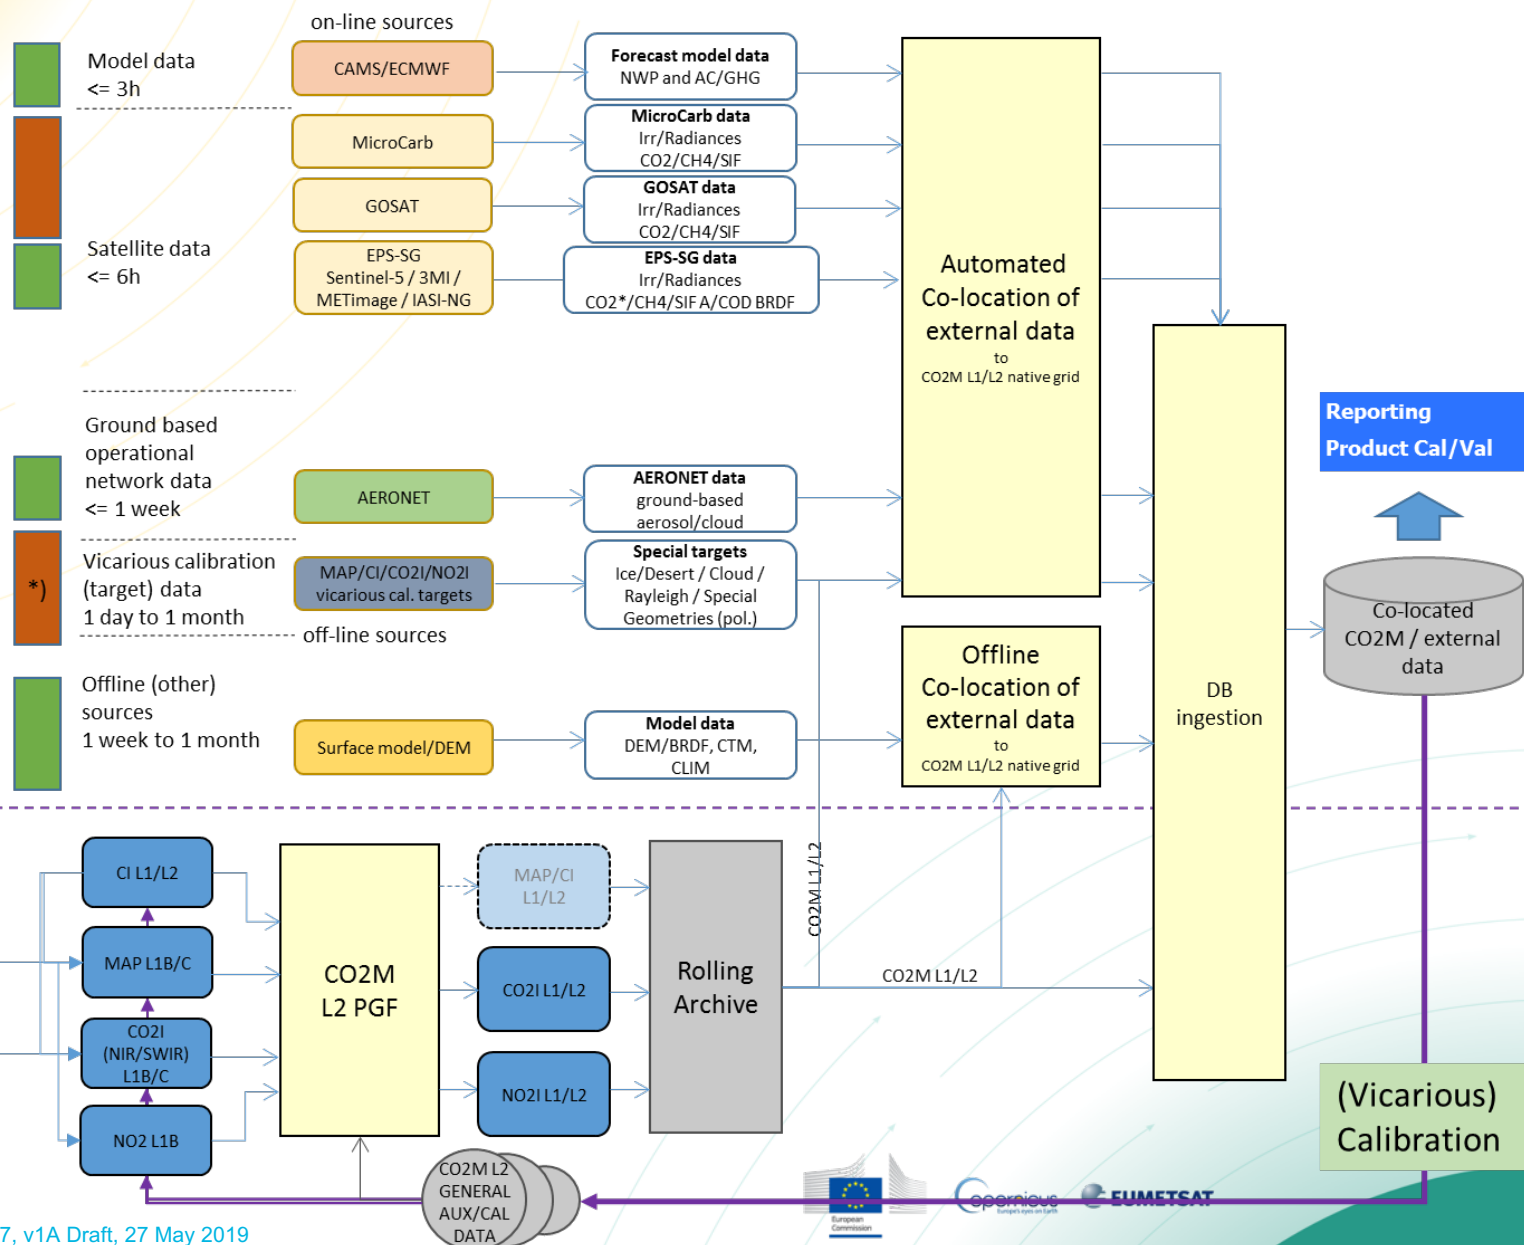 on-line sources
Model data
<= 3h
CAMS/ECMWF
Forecast model data
NWP and AC/GHG
MicroCarb
MicroCarb data
Irr/Radiances
CO2/CH4/SIF
GOSAT
GOSAT data
Irr/Radiances
CO2/CH4/SIF
Satellite data
<= 6h
EPS-SG
Sentinel-5 / 3MI /
METimage / IASI-NG
EPS-SG data
Irr/Radiances
CO2*/CH4/SIF A/COD BRDF
Automated
Co-location of
external data
to
CO2M L1/L2 native grid
Ground based
operational
network data
<= 1 week
AERONET
AERONET data
ground-based
aerosol/cloud
*)
Vicarious calibration
(target) data
1 day to 1 month
MAP/CI/CO2I/NO2I
vicarious cal. targets
Special targets
Ice/Desert / Cloud /
Rayleigh / Special
Geometries (pol.)
off-line sources
Offline (other)
sources
1 week to 1 month
Surface model/DEM
Model data
DEM/BRDF, CTM,
CLIM
Offline
Co-location of
external data
to
CO2M L1/L2 native grid
DB
ingestion
Reporting
Product Cal/Val
Co-located
CO2M / external
data
CI L1/L2
MAP L1B/C
CO2I
(NIR/SWIR)
L1B/C
NO2 L1B
CO2M
L2 PGF
MAP/CI
L1/L2
CO2I L1/L2
NO2I L1/L2
Rolling
Archive
CO2M L1/L2
CO2M L1/L2
(Vicarious)
Calibration
CO2M L2
GENERAL
AUX/CAL
DATA
European
Commission
opernicus
Europe's eyes on Earth
EUMETSAT
7, v1A Draft, 27 May 2019